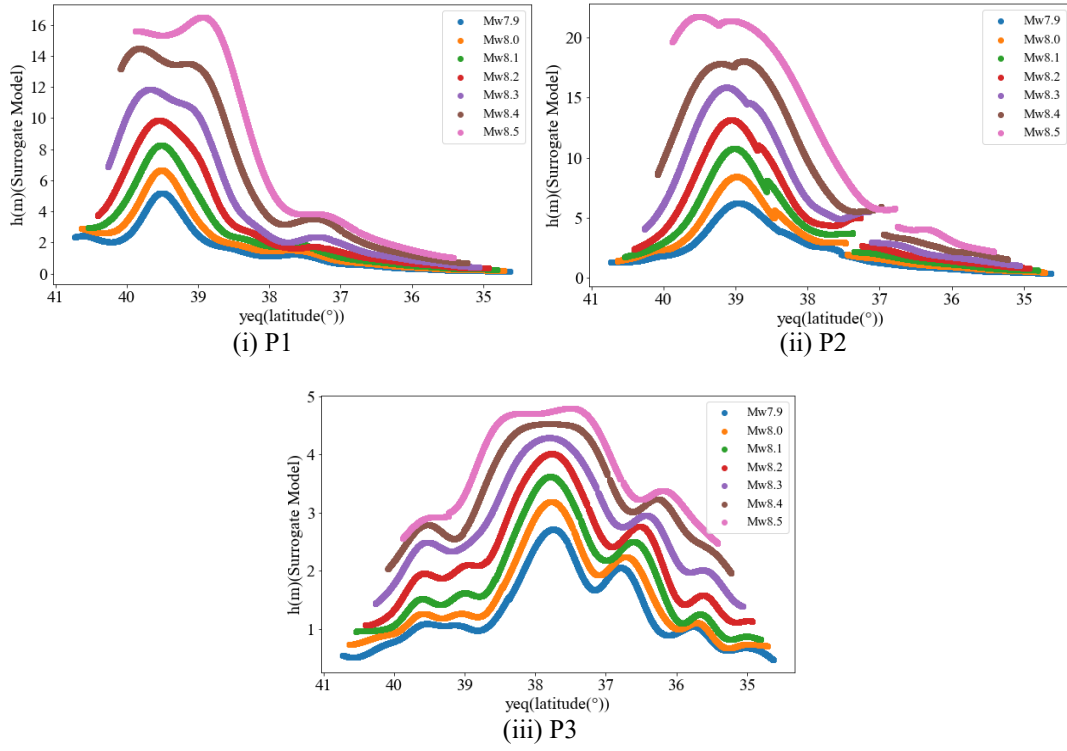 h(m)(Surrogate Model)
16
14
12
10
8
6
4
2
0
41
40
39
38
37
36
35
yeq(latitude(°))
Mw7.9
Mw8.0
Mw8.1
Mw8.2
Mw8.3
Mw8.4
Mw8.5
(i) P1
h(m)(Surrogate Model)
20
15
10
5
0
41
40
39
38
37
36
35
yeq(latitude(°))
Mw7.9
Mw8.0
Mw8.1
Mw8.2
Mw8.3
Mw8.4
Mw8.5
(ii) P2
h(m)(Surrogate Model)
5
4
3
2
1
41
40
39
38
37
36
35
yeq(latitude(°))
Mw7.9
Mw8.0
Mw8.1
Mw8.2
Mw8.3
Mw8.4
Mw8.5
(iii) P3